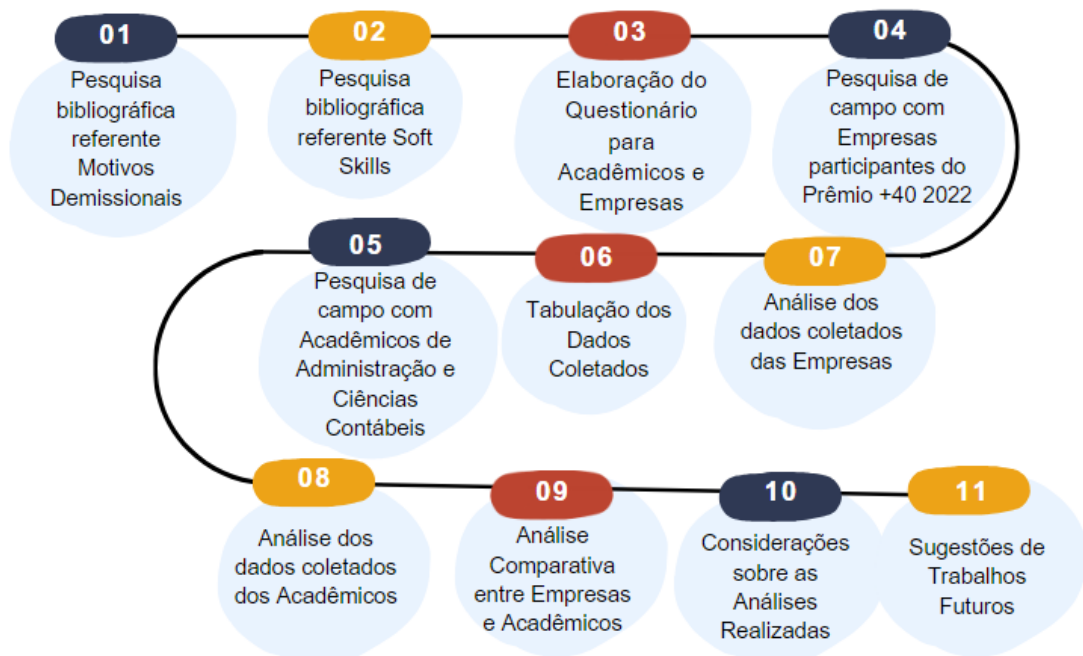 01
Pesquisa
bibliográfica
referente
Motivos
Demissionais
02
Pesquisa
bibliográfica
referente Soft
Skills
03
Elaboração do
Questionário
para
Acadêmicos e
Empresas
04
Pesquisa de
campo com
Empresas
participantes do
Prêmio +40 2022
05
Pesquisa de
campo com
Acadêmicos de
Administração e
Ciências
Contábeis
06
Tabulação dos
Dados
Coletados
07
Análise dos
dados coletados
das Empresas
08
Análise dos
dados coletados
dos Acadêmicos
09
Análise
Comparativa
entre Empresas
e Acadêmicos
10
Considerações
sobre as
Análises
Realizadas
11
Sugestões de
Trabalhos
Futuros